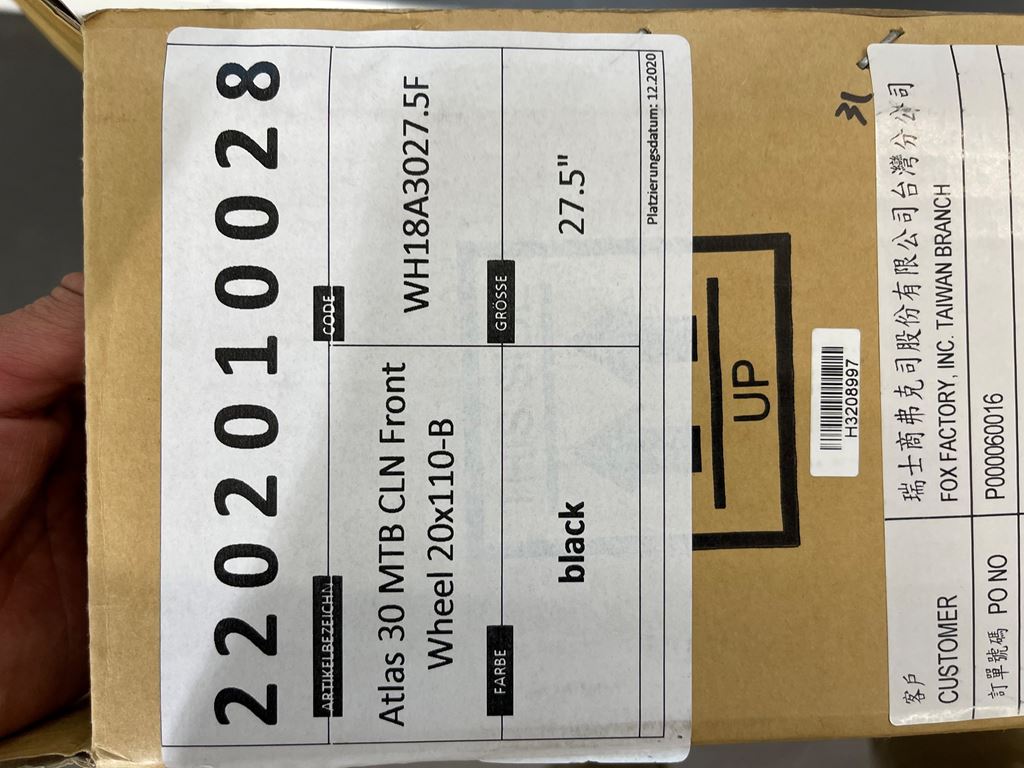 2202010028
ARTIKELBEZEICHN
CODE
Atlas 30 MTB CLN Front
Wheel 20x110-B
WH18A3027.5F
FARBE
GRÖSSE
black
27.5"
Platzierungsdatum: 12.2020
UP
H3208997
31
客戶
瑞士商弗克司股份有限公司台灣分公司
CUSTOMER
FOX FACTORY, INC. TAIWAN BRANCH
訂單號碼 PO NO
P000060016